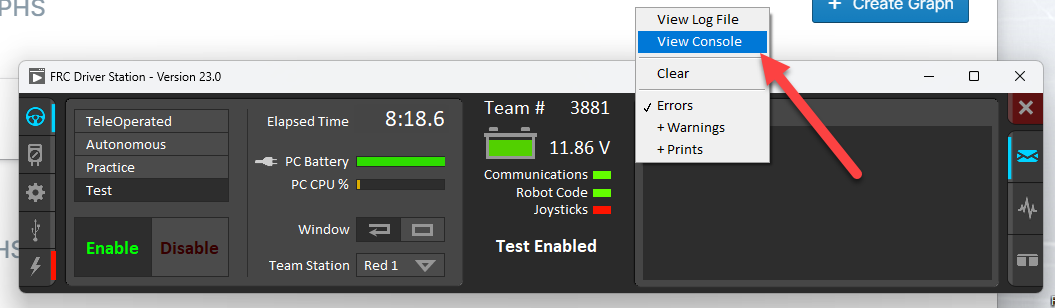 PHS
+ Create Graph
View Log File
View Console
Clear
✓ Errors
+ Warnings
+ Prints
FRC Driver Station - Version 23.0
TeleOperated
Autonomous
Practice
Test
Enable Disable
Elapsed Time 8:18.6
PC Battery
PC CPU %
Window
Team Station Red 1
Team # 3881
11.86 V
Communications
Robot Code
Joysticks
Test Enabled